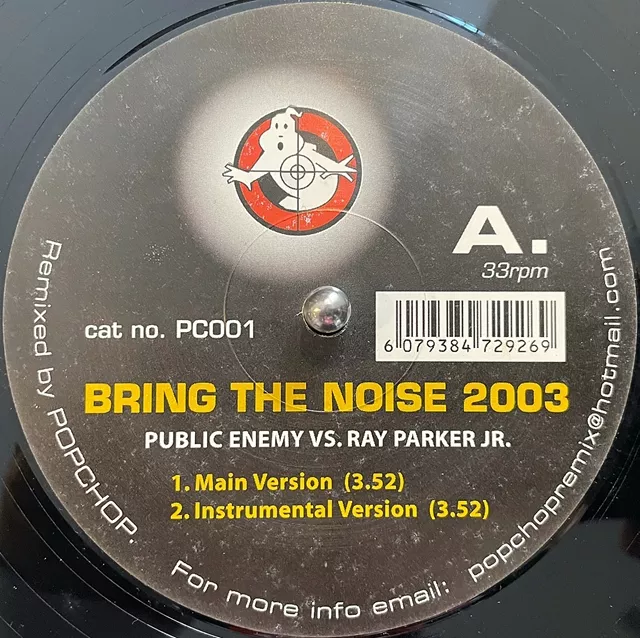 A.
33rpm
cat no. PC001
6 079384 729269
BRING THE NOISE 2003
PUBLIC ENEMY VS. RAY PARKER JR.
1. Main Version (3.52)
2. Instrumental Version (3.52)
Remixed by POPCHOP.
For more info email: popchopremix@hotmail.com